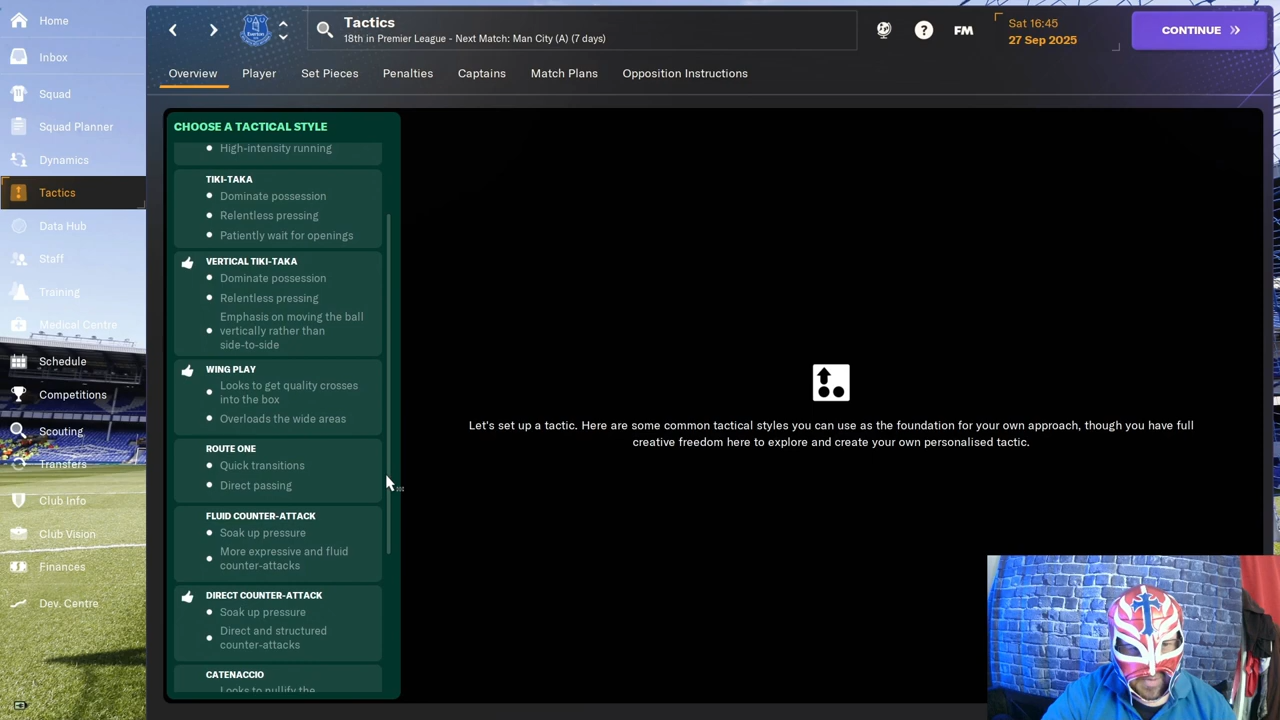 Home
Inbox
Squad
Squad Planner
Dynamics
Tactics
Data Hub
Staff
Training
Medical Centre
Schedule
Competitions
Scouting
Transfers
Club Info
Club Vision
Finances
Dev. Centre
Everton
Tactics
18th in Premier League - Next Match: Man City (A) (7 days)
?
FM
Sat 16:45
27 Sep 2025
CONTINUE
Overview
Player
Set Pieces
Penalties
Captains
Match Plans
Opposition Instructions
CHOOSE A TACTICAL STYLE
High-intensity running
TIKI-TAKA
Dominate possession
Relentless pressing
Patiently wait for openings
VERTICAL TIKI-TAKA
Dominate possession
Relentless pressing
Emphasis on moving the ball
vertically rather than
side-to-side
WING PLAY
Looks to get quality crosses
into the box
Overloads the wide areas
ROUTE ONE
Quick transitions
Direct passing
FLUID COUNTER-ATTACK
Soak up pressure
More expressive and fluid
counter-attacks
DIRECT COUNTER-ATTACK
Soak up pressure
Direct and structured
counter-attacks
CATENACCIO
Looks to nullify the
Let's set up a tactic. Here are some common tactical styles you can use as the foundation for your own approach, though you have full
creative freedom here to explore and create your own personalised tactic.